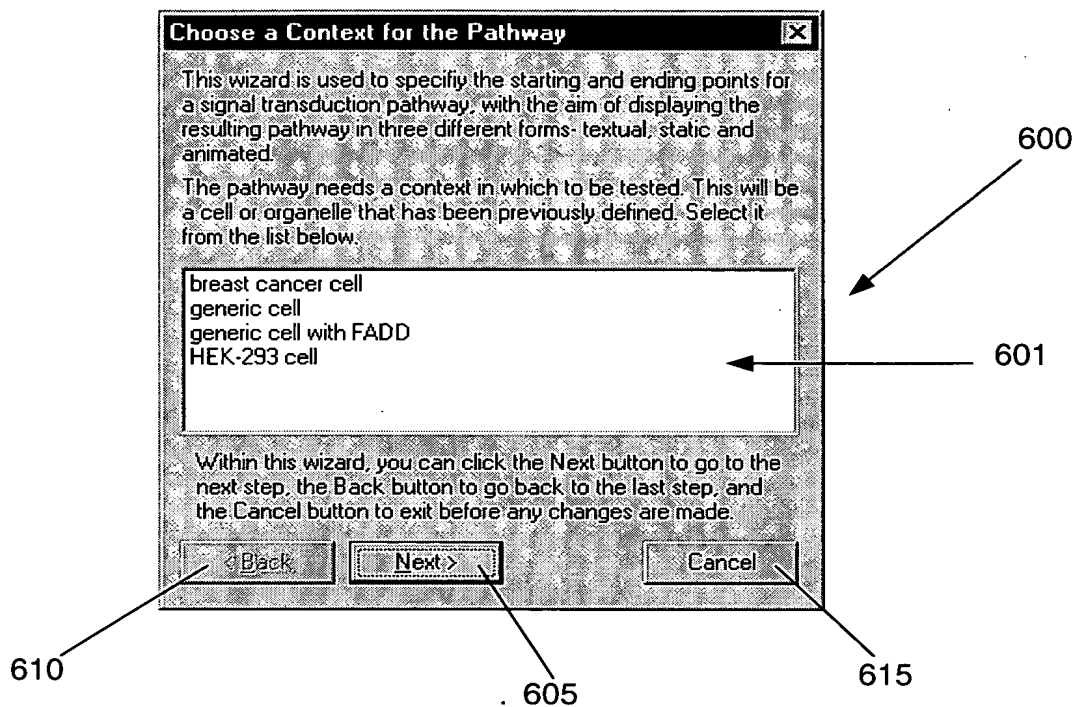 Choose a Context for the Pathway
This wizard is used to specifiy the starting and ending points for
a signal transduction pathway, with the aim of displaying the
resulting pathway in three different forms- textual, static and
animated.
The pathway needs a context in which to be tested. This will be
a cell or organelle that has been previously defined. Select it
from the list below.
600
breast cancer cell
generic cell
generic cell with FADD
HEK-293 cell
601
Within this wizard, you can click the Next button to go to the
next step, the Back button to go back to the last step, and
the Cancel button to exit before any changes are made.
< Back Next > Cancel
610 605 615